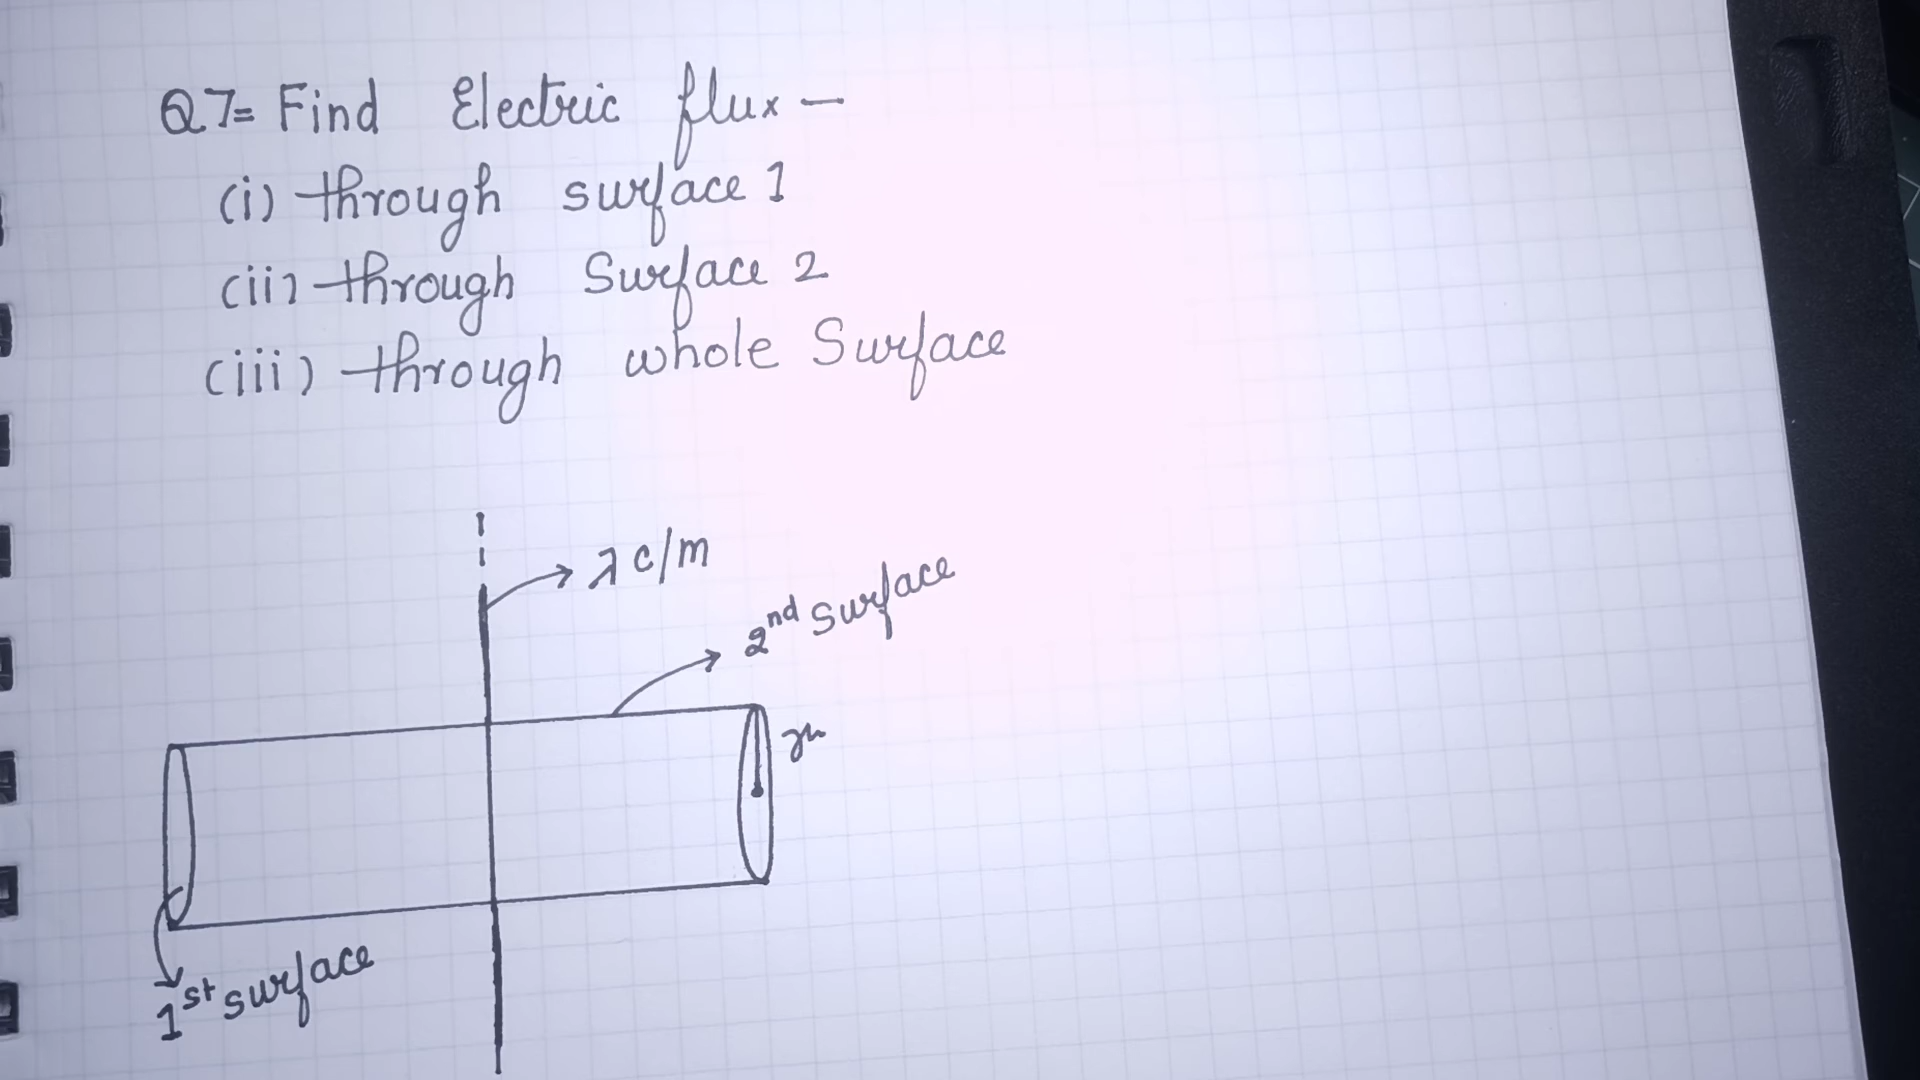 Q7= Find Electric flux —
(i) through surface 1
(ii) through Surface 2
(iii) through whole Surface
λ c/m
2nd surface
r
1st surface